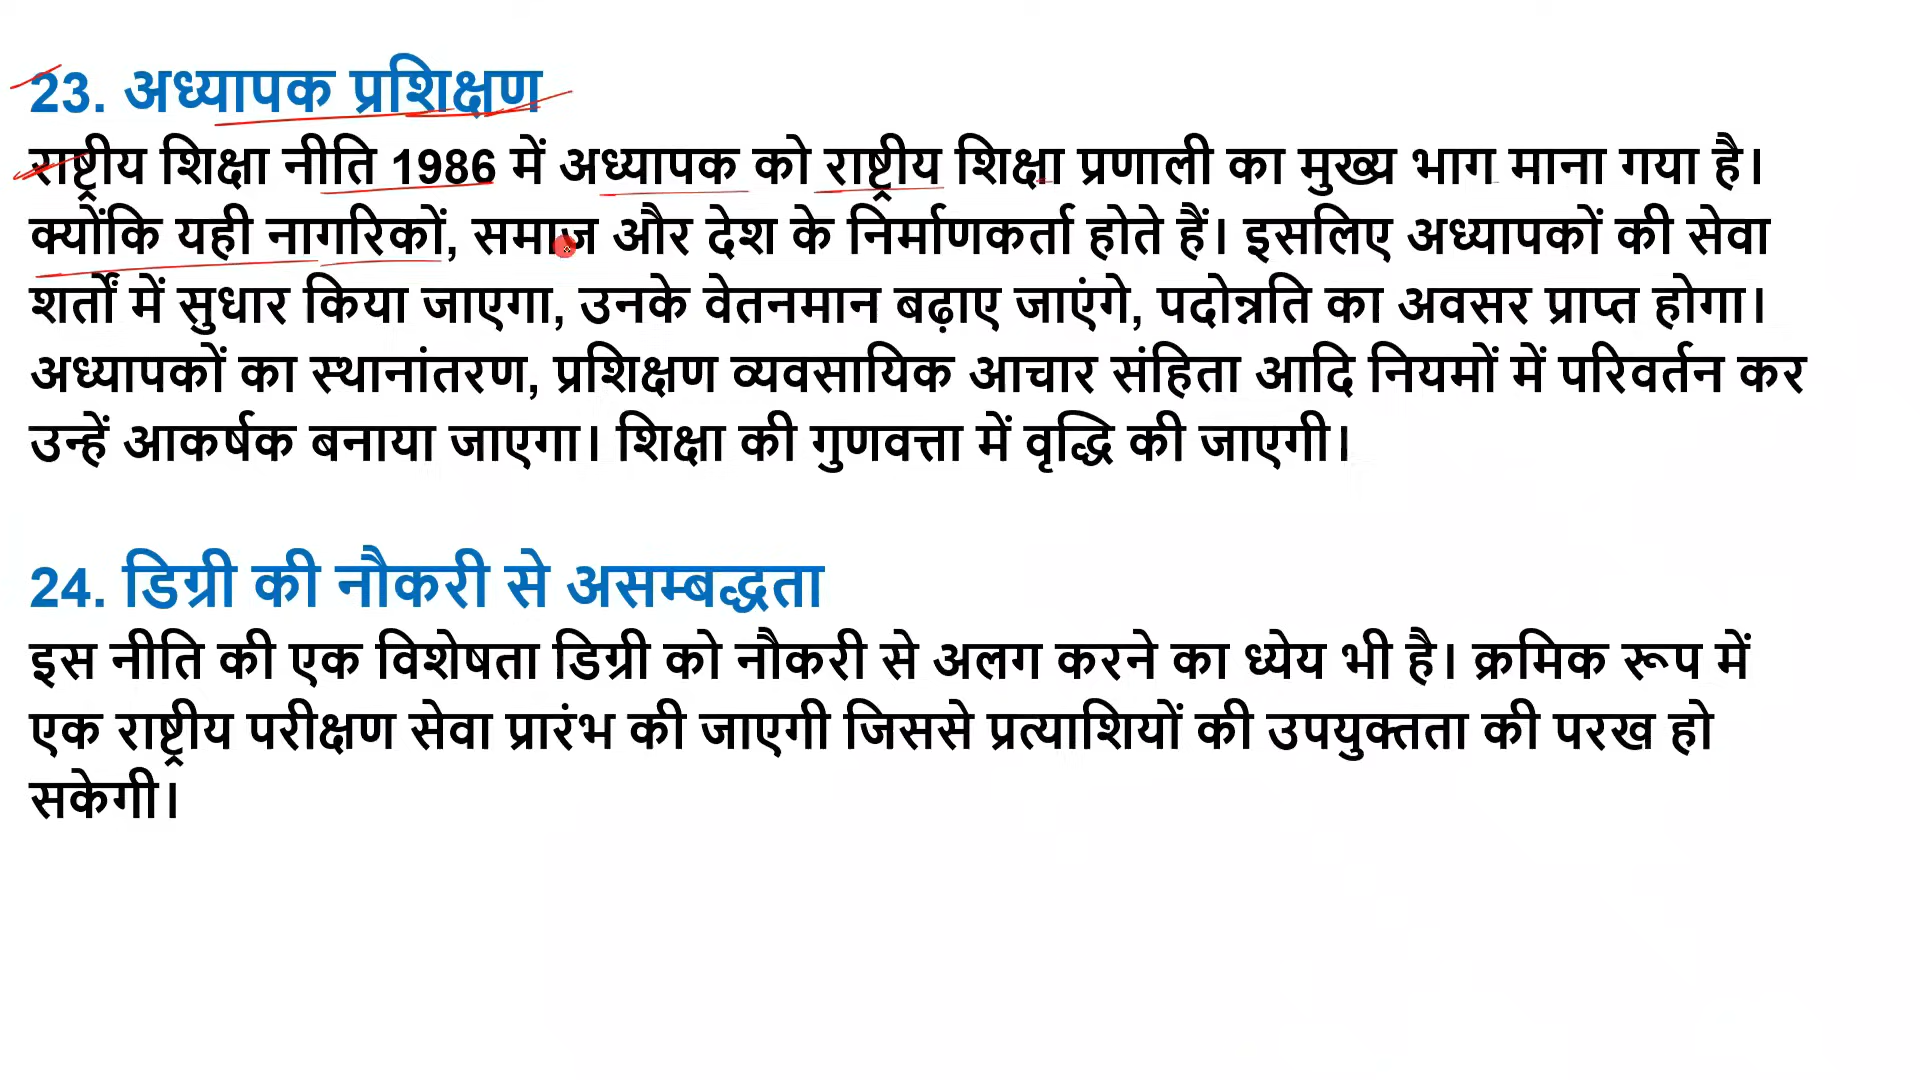 23. अध्यापक प्रशिक्षण
राष्ट्रीय शिक्षा नीति 1986 में अध्यापक को राष्ट्रीय शिक्षा प्रणाली का मुख्य भाग माना गया है।
क्योंकि यही नागरिकों, समाज और देश के निर्माणकर्ता होते हैं। इसलिए अध्यापकों की सेवा
शर्तों में सुधार किया जाएगा, उनके वेतनमान बढ़ाए जाएंगे, पदोन्नति का अवसर प्राप्त होगा।
अध्यापकों का स्थानांतरण, प्रशिक्षण व्यवसायिक आचार संहिता आदि नियमों में परिवर्तन कर
उन्हें आकर्षक बनाया जाएगा। शिक्षा की गुणवत्ता में वृद्धि की जाएगी।
24. डिग्री की नौकरी से असम्बद्धता
इस नीति की एक विशेषता डिग्री को नौकरी से अलग करने का ध्येय भी है। क्रमिक रूप में
एक राष्ट्रीय परीक्षण सेवा प्रारंभ की जाएगी जिससे प्रत्याशियों की उपयुक्तता की परख हो
सकेगी।